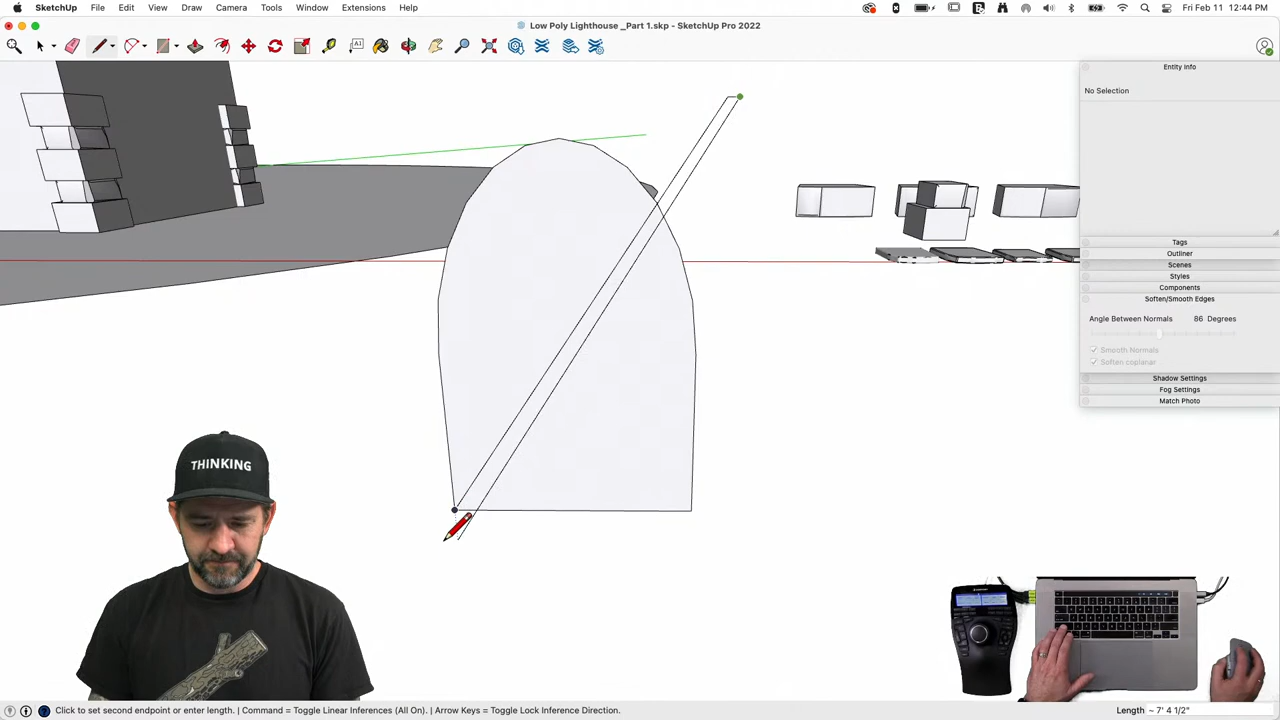 SketchUp File Edit View Draw Camera Tools Window Extensions Help
Fri Feb 11 12:44 PM
Low Poly Lighthouse _Part 1.skp - SketchUp Pro 2022
Entity Info
No Selection
Tags
Outliner
Scenes
Styles
Components
Soften/Smooth Edges
Angle Between Normals 86 Degrees
Smooth Normals
Soften coplanar
Shadow Settings
Fog Settings
Match Photo
THINKING
Click to set second endpoint or enter length. | Command = Toggle Linear Inferences (All On). | Arrow Keys = Toggle Lock Inference Direction.
Length ~ 7' 4 1/2"